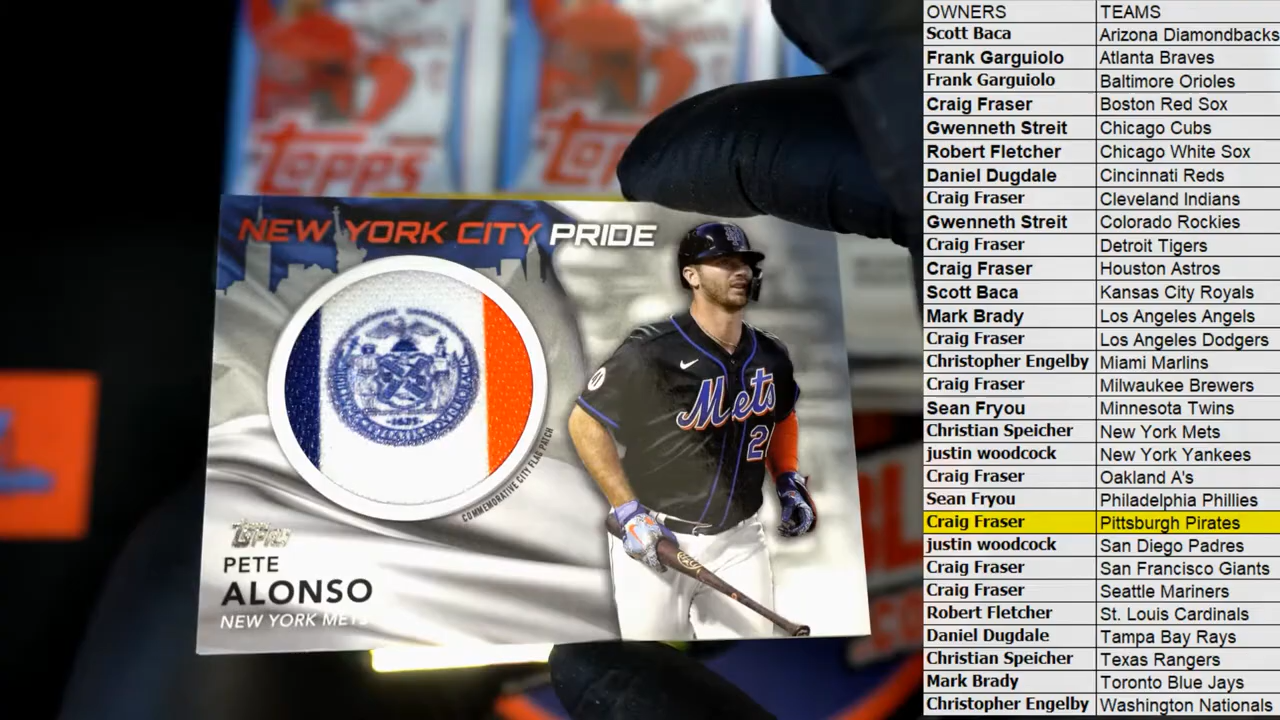 Topps
Topps
NEW YORK CITY PRIDE
COMMEMORATIVE CITY FLAG PATCH
Topps
PETE
ALONSO
NEW YORK METS
Mets
OWNERS TEAMS
Scott Baca Arizona Diamondbacks
Frank Garguiolo Atlanta Braves
Frank Garguiolo Baltimore Orioles
Craig Fraser Boston Red Sox
Gwenneth Streit Chicago Cubs
Robert Fletcher Chicago White Sox
Daniel Dugdale Cincinnati Reds
Craig Fraser Cleveland Indians
Gwenneth Streit Colorado Rockies
Craig Fraser Detroit Tigers
Craig Fraser Houston Astros
Scott Baca Kansas City Royals
Mark Brady Los Angeles Angels
Craig Fraser Los Angeles Dodgers
Christopher Engelby Miami Marlins
Craig Fraser Milwaukee Brewers
Sean Fryou Minnesota Twins
Christian Speicher New York Mets
justin woodcock New York Yankees
Craig Fraser Oakland A's
Sean Fryou Philadelphia Phillies
Craig Fraser Pittsburgh Pirates
justin woodcock San Diego Padres
Craig Fraser San Francisco Giants
Craig Fraser Seattle Mariners
Robert Fletcher St. Louis Cardinals
Daniel Dugdale Tampa Bay Rays
Christian Speicher Texas Rangers
Mark Brady Toronto Blue Jays
Christopher Engelby Washington Nationals